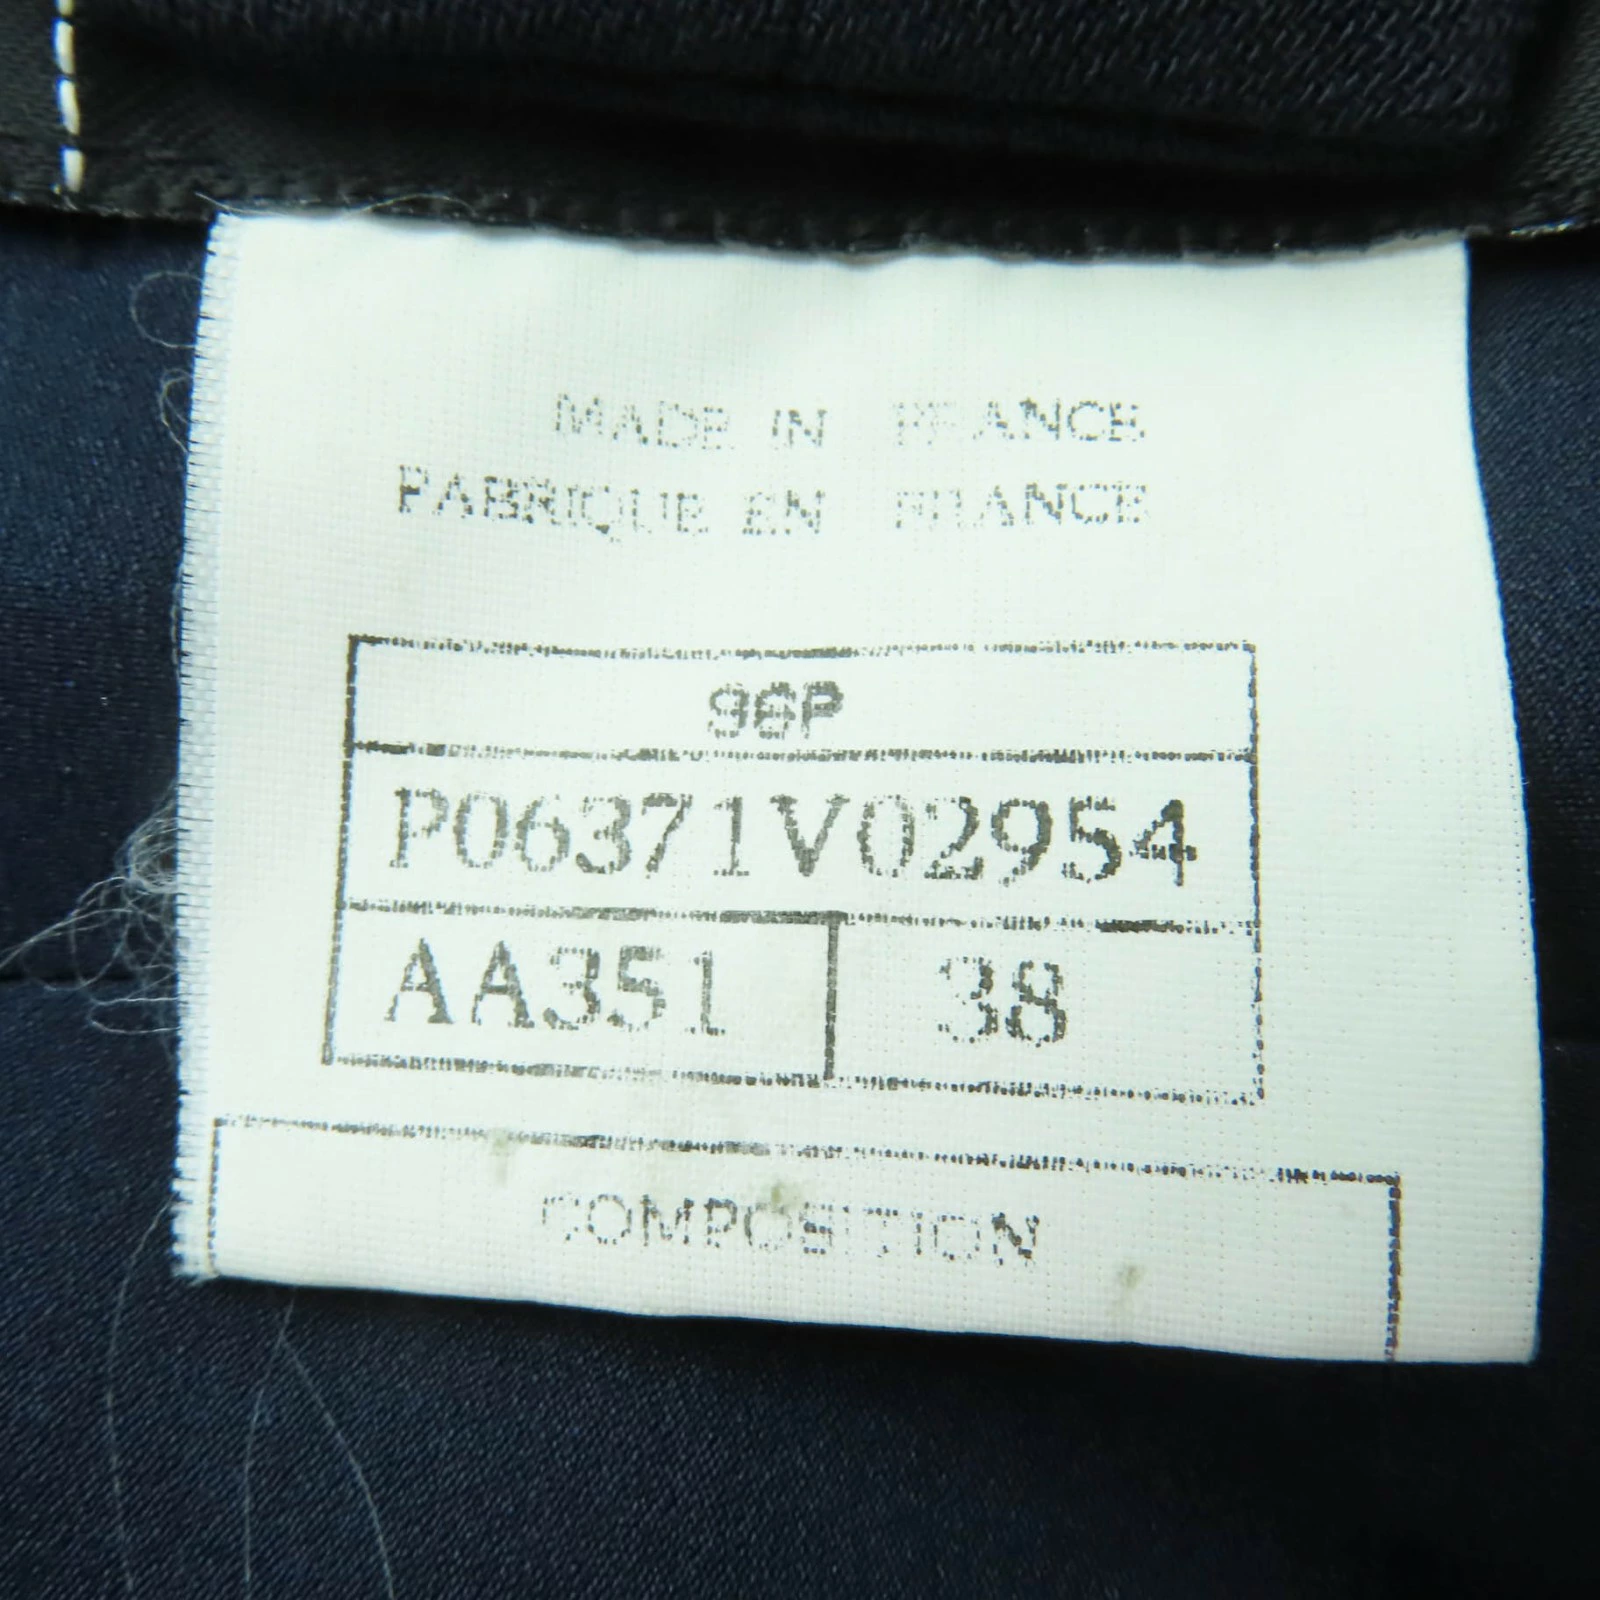 MADE IN FRANCE
FABRIQUE EN FRANCE
96P
P06371V02954
AA351 38
COMPOSITION